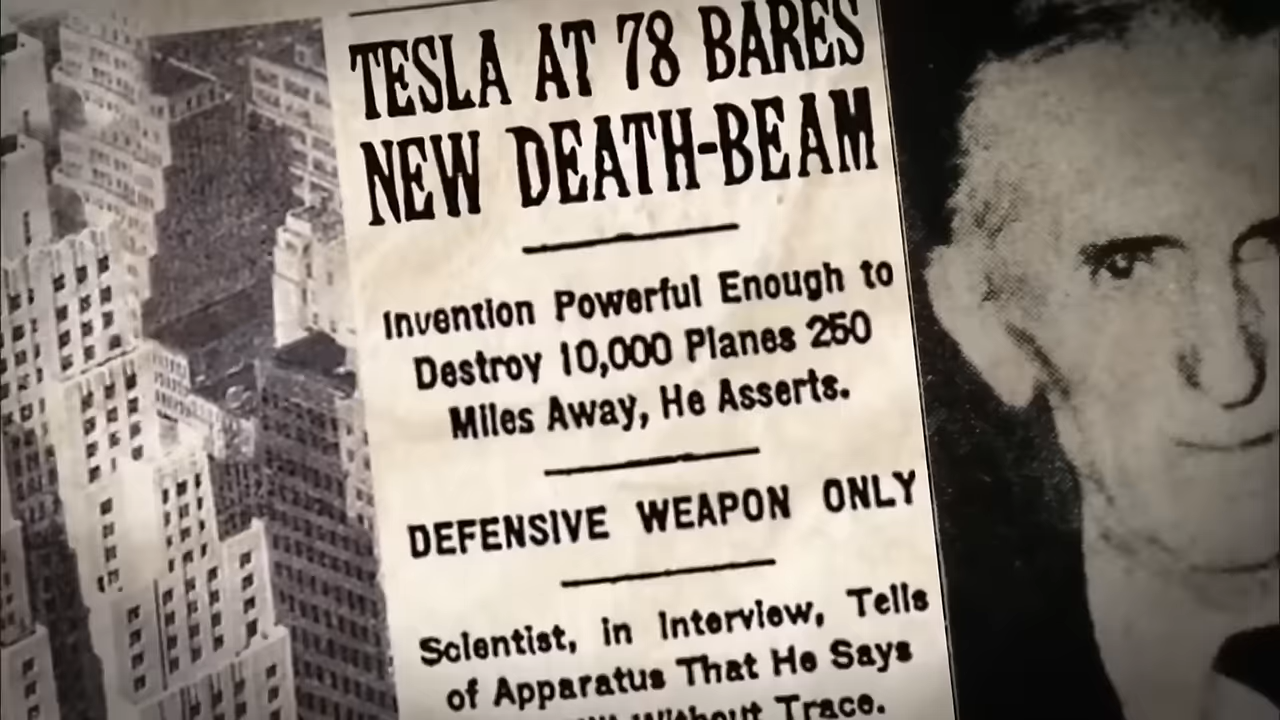 TESLA AT 78 BARES
NEW DEATH-BEAM
Invention Powerful Enough to
Destroy 10,000 Planes 250
Miles Away, He Asserts.
DEFENSIVE WEAPON ONLY
Scientist, in Interview, Tells
of Apparatus That He Says
Without Trace.